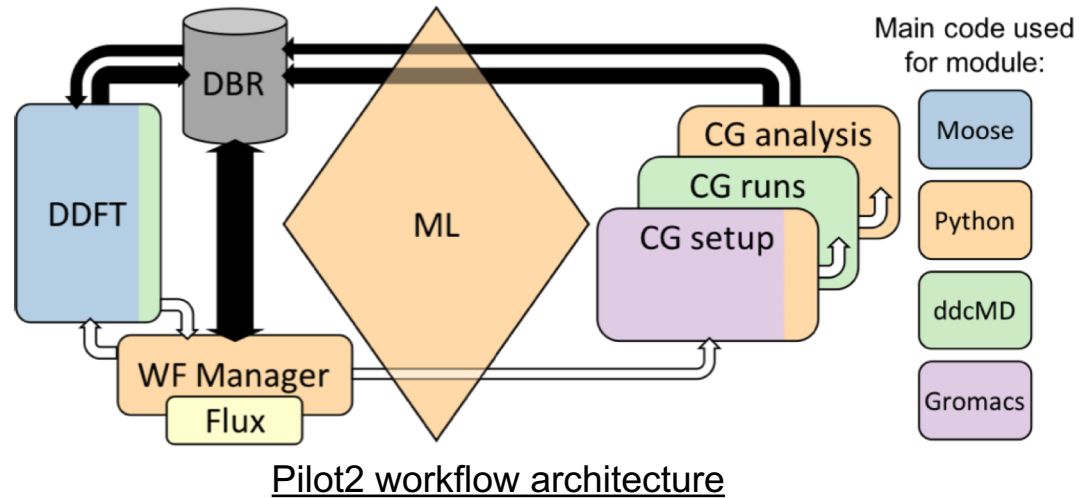 Main code used
for module:
DBR
Moose
CG analysis
CG runs
DDFT
ML
CG setup
Python
ddcMD
WF Manager
Gromacs
Flux
Pilot2 workflow architecture